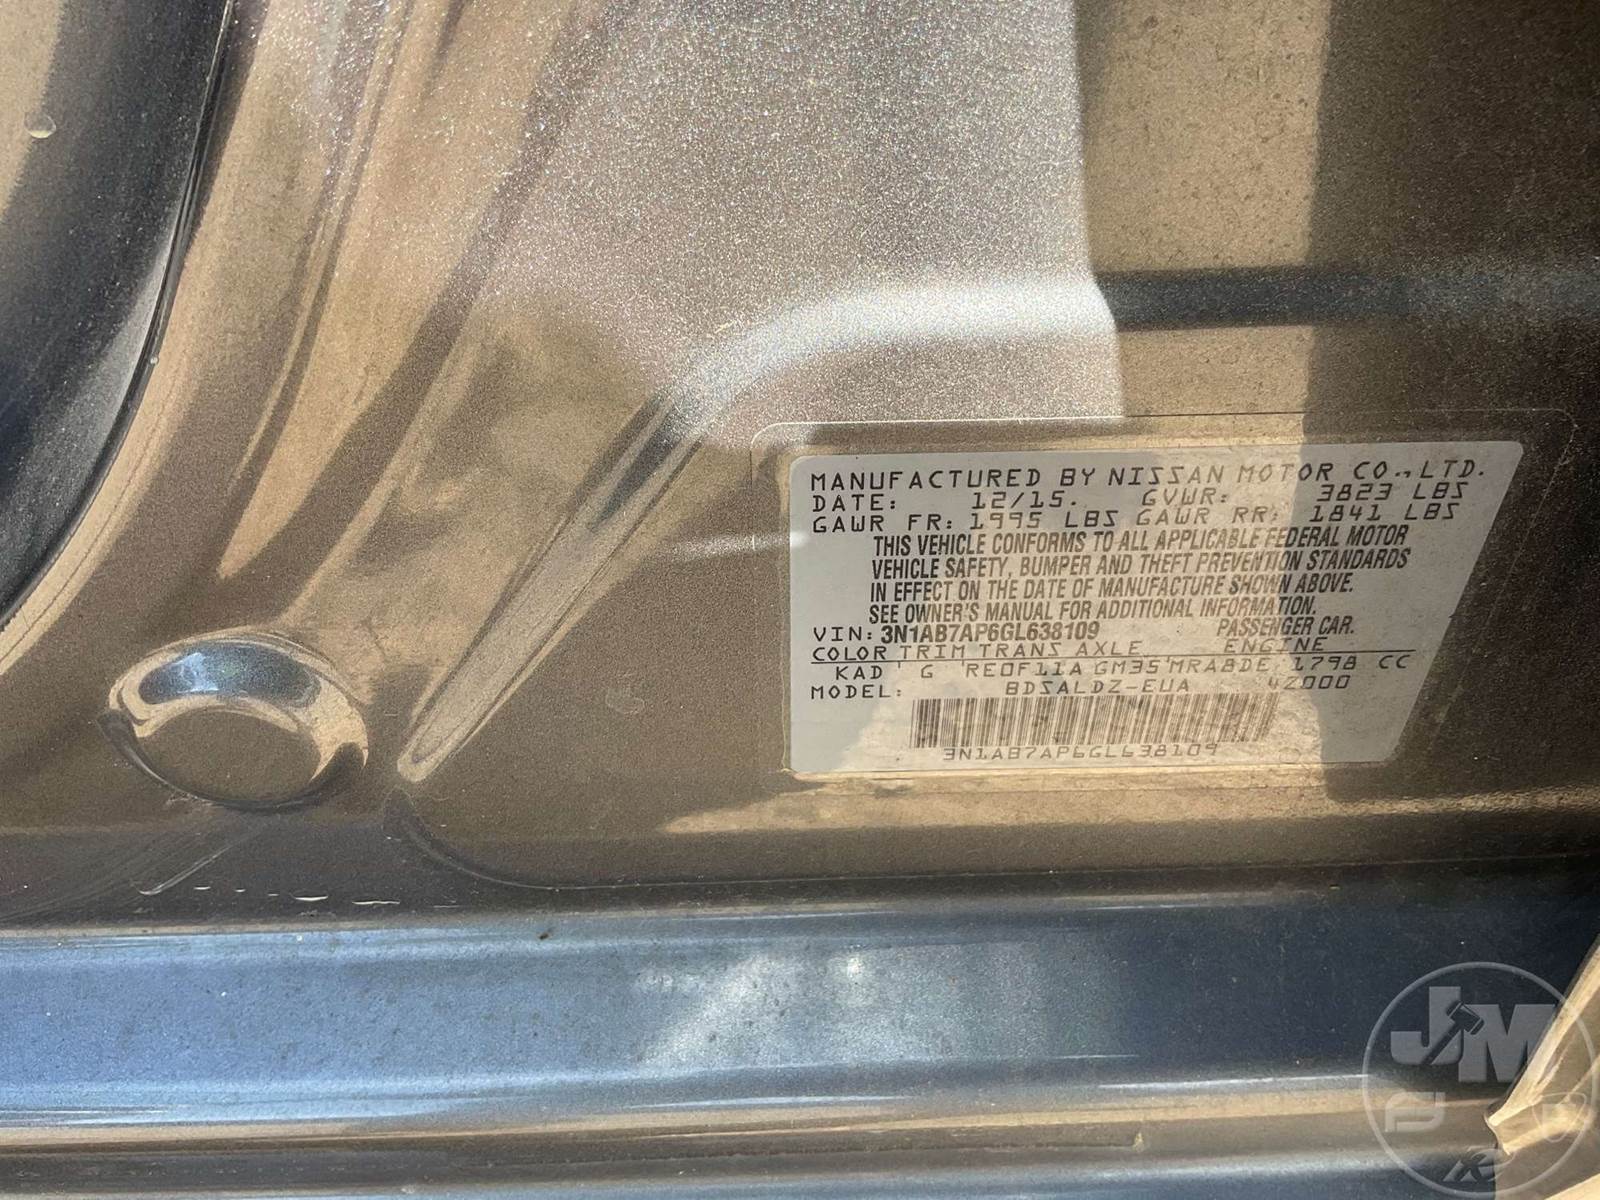 MANUFACTURED BY NISSAN MOTOR CO., LTD.
DATE: 12/15. GVWR: 3823 LBS
GAWR FR: 1995 LBS GAWR RR: 1841 LBS
THIS VEHICLE CONFORMS TO ALL APPLICABLE FEDERAL MOTOR
VEHICLE SAFETY, BUMPER AND THEFT PREVENTION STANDARDS
IN EFFECT ON THE DATE OF MANUFACTURE SHOWN ABOVE.
SEE OWNER'S MANUAL FOR ADDITIONAL INFORMATION.
VIN: 3N1AB7AP6GL638109 PASSENGER CAR.
COLOR TRIM TRANS AXLE ENGINE
KAD G RE0F11A GM35 MRA8DE 1798 CC
MODEL: BDSALDZ-EUA 42000
3N1AB7AP6GL638109
JM